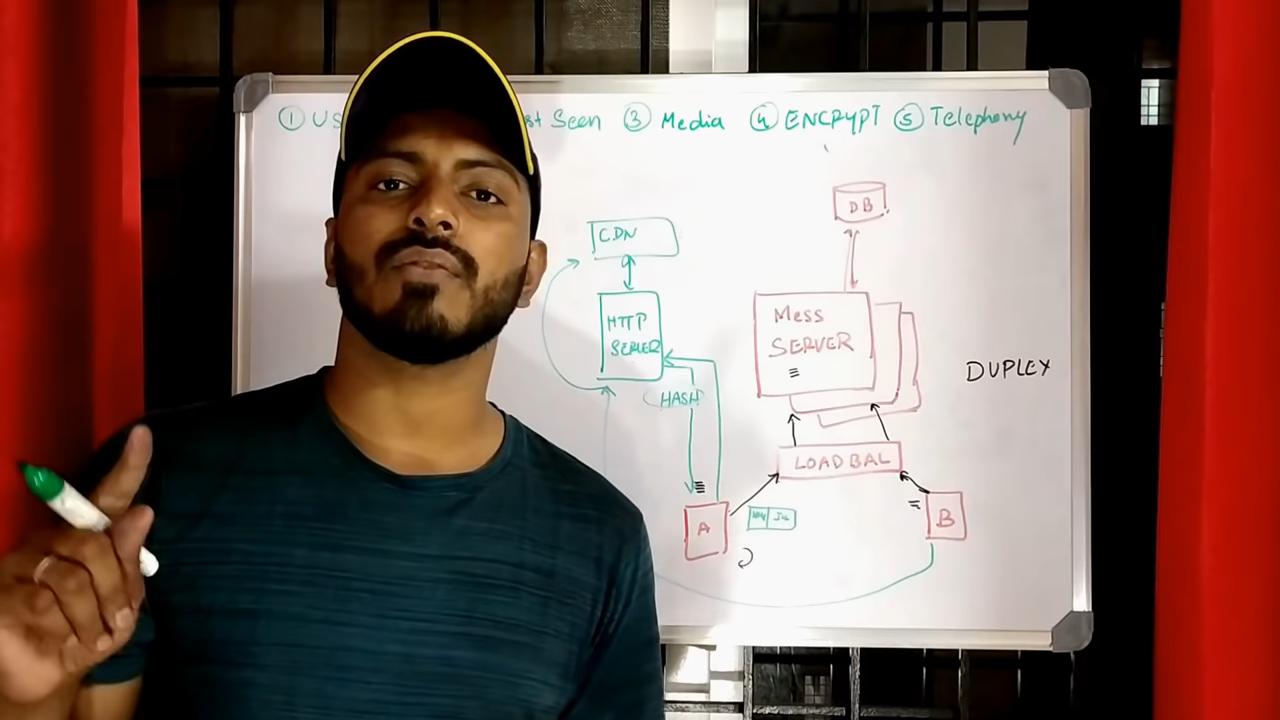 ① US st Seen ③ Media ④ ENCRYPT ⑤ Telephony
DB
CDN
HTTP
SERVER
Mess
SERVER
DUPLEX
HASH
LOAD BAL
A
B